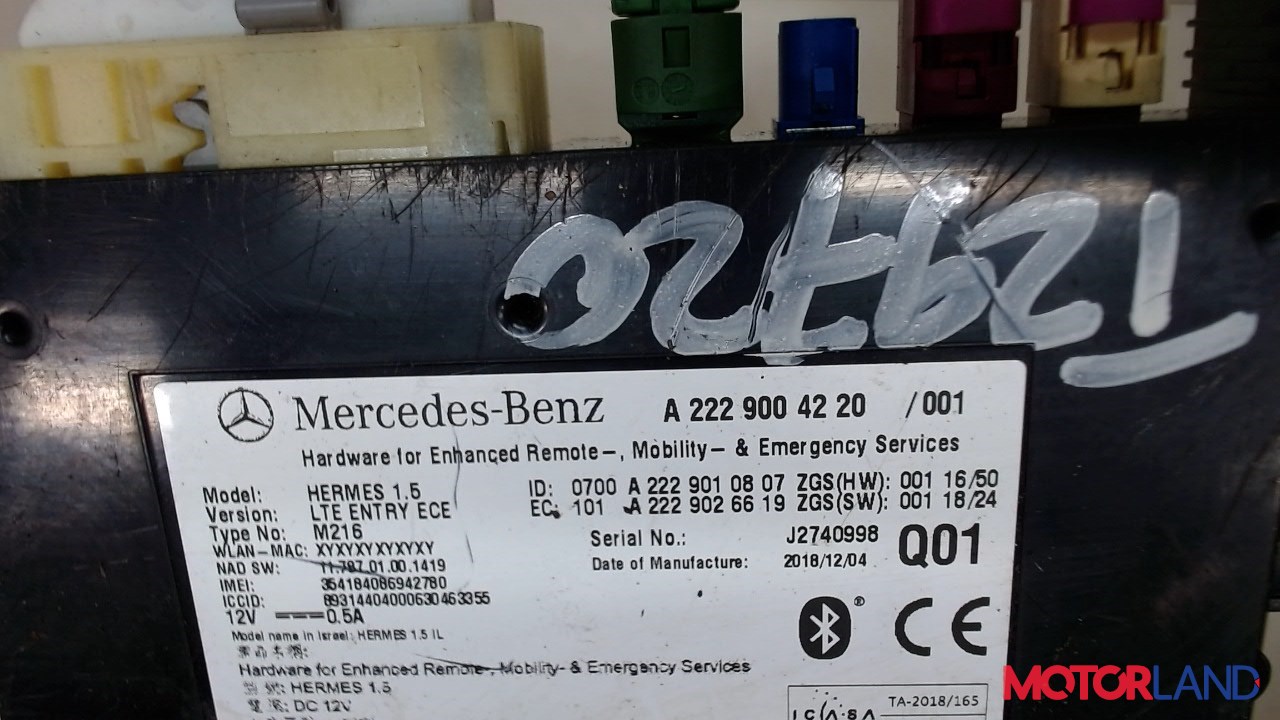 129720
Mercedes-Benz A 222 900 42 20 /001
Hardware for Enhanced Remote-, Mobility- & Emergency Services
Model: HERMES 1.5 ID: 0700 A 222 901 08 07 ZGS(HW): 001 16/50
Version: LTE ENTRY ECE EC: 101 A 222 902 66 19 ZGS(SW): 001 18/24
Type No: M216 Serial No.: J2740998 Q01
WLAN-MAC: XYXYXYXYXYXY Date of Manufacture: 2018/12/04
NAD SW: 11.787.01.00.1419
IMEI: 354184086942780
ICCID: 89314404000630463355
12V 0.5A
Model name in Israel: HERMES 1.5 IL
Hardware for Enhanced Remote-, Mobility- & Emergency Services
: HERMES 1.5
: DC 12V
CE
ICASA TA-2018/165
MOTORLAND